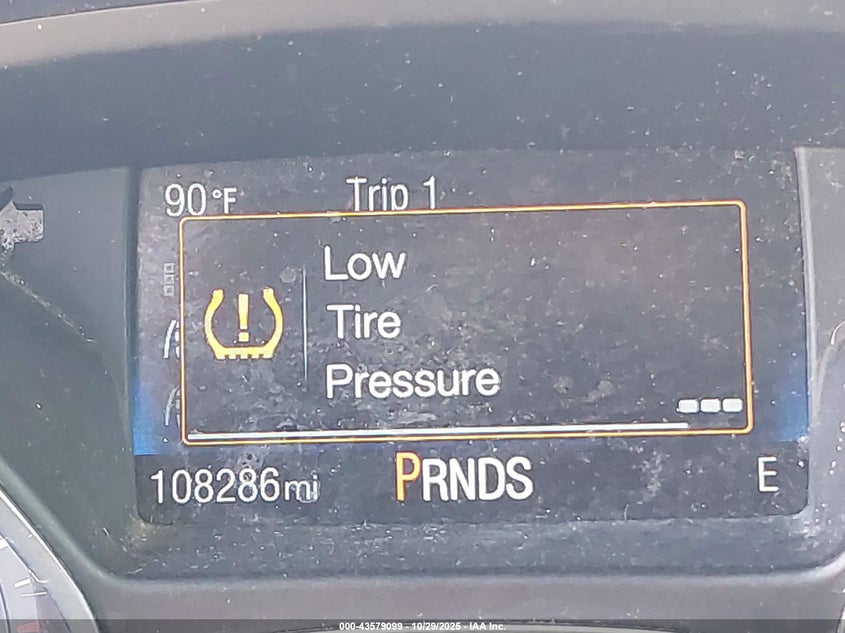 90°F Trip 1
Low
Tire
Pressure
108286mi PRNDS E
000-43579099 - 10/29/2025 - IAA Inc.